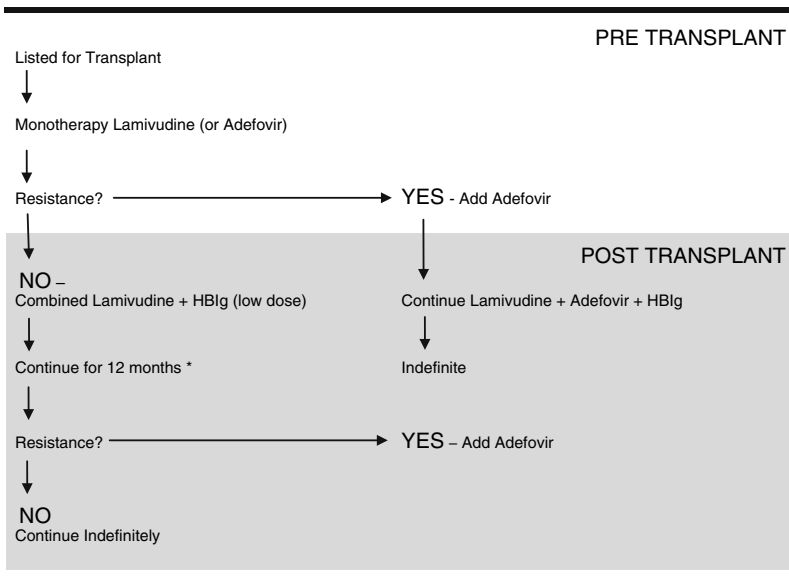 PRE TRANSPLANT
Listed for Transplant
Monotherapy Lamivudine (or Adefovir)
Resistance?
YES - Add Adefovir
POST TRANSPLANT
NO –
Combined Lamivudine + HBIg (low dose)
Continue Lamivudine + Adefovir + HBIg
Continue for 12 months *
Indefinite
Resistance?
YES – Add Adefovir
NO
Continue Indefinitely